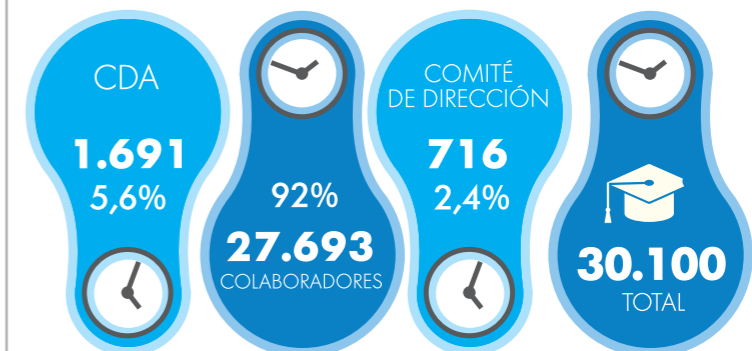 CDA
1.691
5,6%
92%
27.693
COLABORADORES
COMITÉ
DE DIRECCIÓN
716
2,4%
30.100
TOTAL